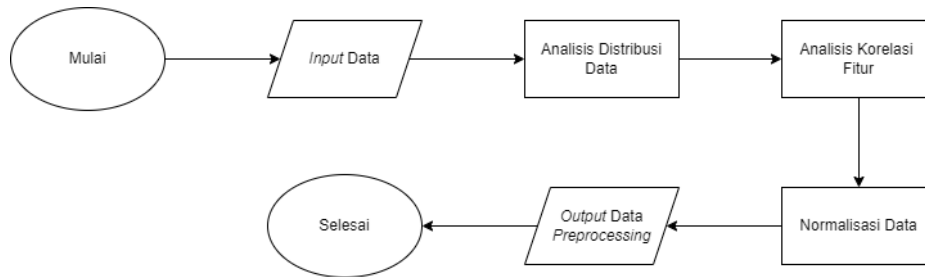 Mulai
Input Data
Analisis Distribusi
Data
Analisis Korelasi
Fitur
Normalisasi Data
Output Data
Preprocessing
Selesai